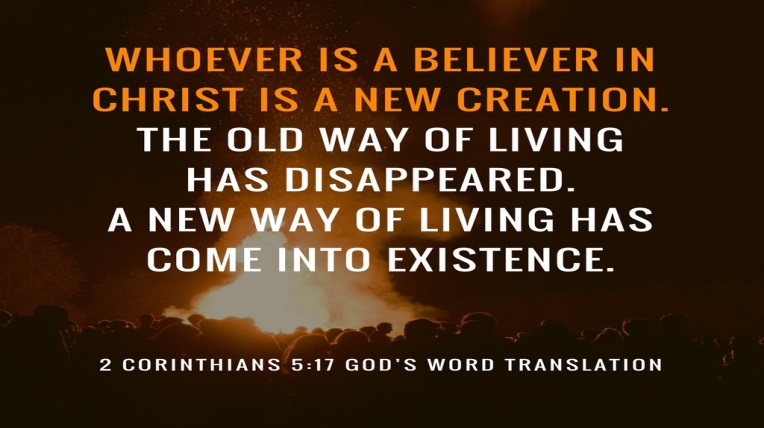 WHOEVER IS A BELIEVER IN
CHRIST IS A NEW CREATION.
THE OLD WAY OF LIVING
HAS DISAPPEARED.
A NEW WAY OF LIVING HAS
COME INTO EXISTENCE.
2 CORINTHIANS 5:17 GOD'S WORD TRANSLATION